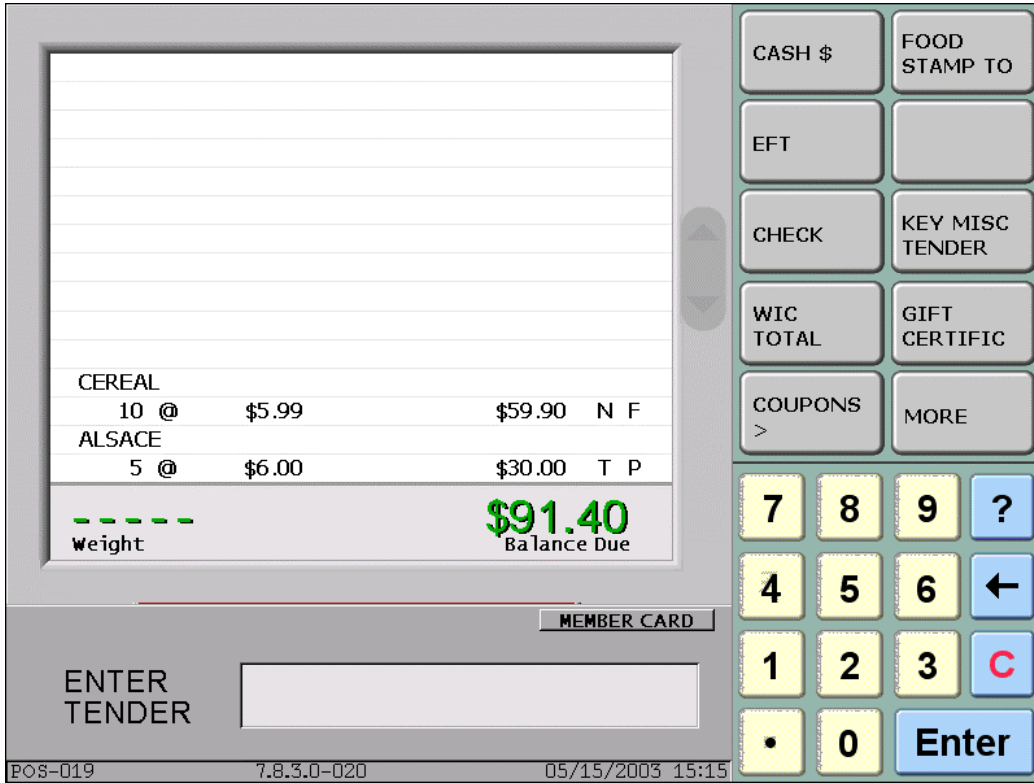 CEREAL
10 @ $5.99 $59.90 N F
ALSACE
5 @ $6.00 $30.00 T P
----- $91.40
Weight Balance Due
MEMBER CARD
ENTER
TENDER
POS-019 7.8.3.0-020 05/15/2003 15:15
CASH $
FOOD
STAMP TO
EFT
CHECK
KEY MISC
TENDER
WIC
TOTAL
GIFT
CERTIFIC
COUPONS
>
MORE
7 8 9 ?
4 5 6 ←
1 2 3 C
. 0 Enter